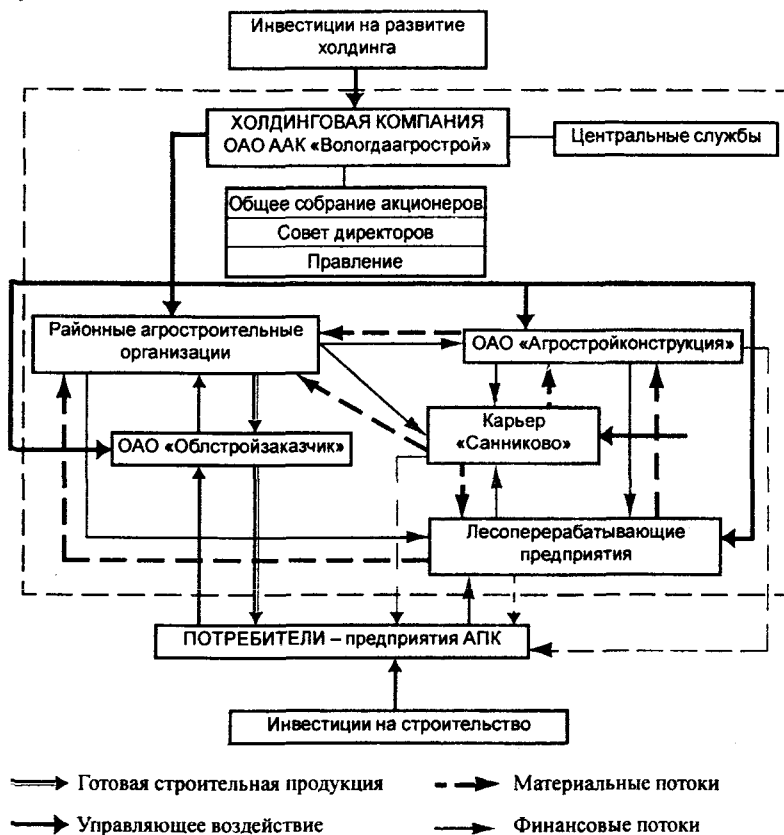 Инвестиции на развитие
холдинга
ХОЛДИНГОВАЯ КОМПАНИЯ
ОАО ААК «Вологдаагрострой»
Центральные службы
Общее собрание акционеров
Совет директоров
Правление
Районные агростроительные
организации
ОАО «Агростройконструкция»
Карьер
«Санниково»
ОАО «Облстройзаказчик»
Лесоперерабатывающие
предприятия
ПОТРЕБИТЕЛИ – предприятия АПК
Инвестиции на строительство
Готовая строительная продукция
Материальные потоки
Управляющее воздействие
Финансовые потоки